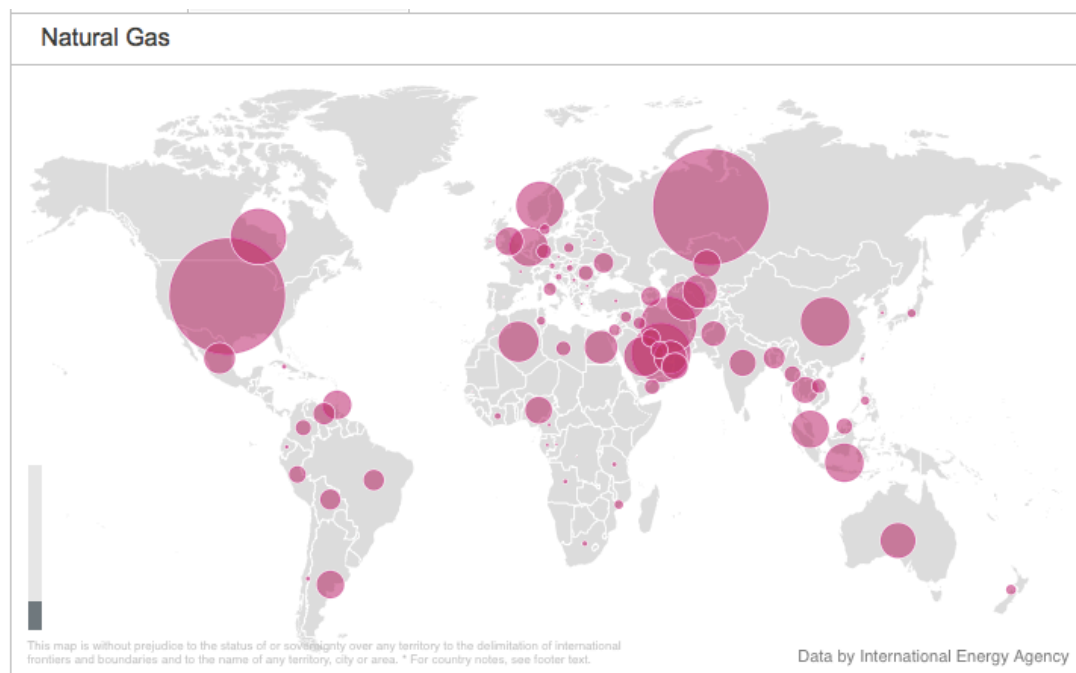 Natural Gas
This map is without prejudice to the status of or sovereignty over any territory to the delimitation of international
frontiers and boundaries and to the name of any territory, city or area. * For country notes, see footer text.
Data by International Energy Agency